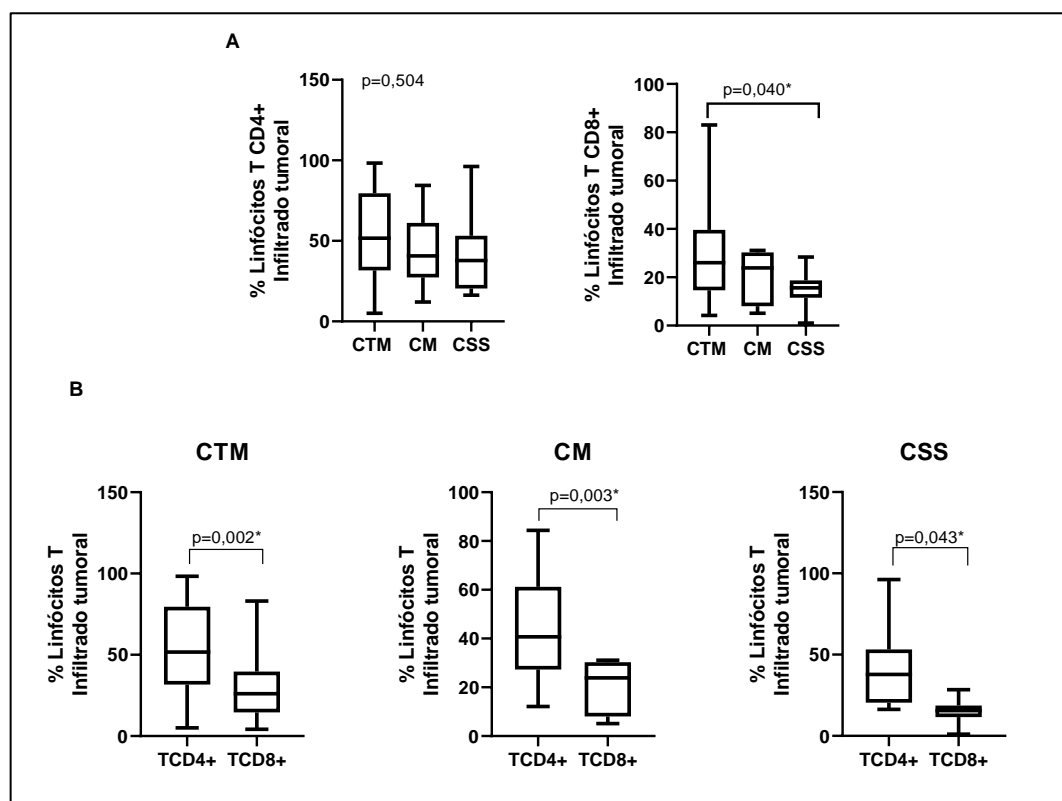 A
% Linfócitos T CD4+
Infiltrado tumoral
150
100
50
0
p=0,504
CTM CM CSS
% Linfócitos T CD8+
Infiltrado tumoral
100
80
60
40
20
0
p=0,040*
CTM CM CSS
B
CTM
% Linfócitos T
Infiltrado tumoral
150
100
50
0
p=0,002*
TCD4+ TCD8+
CM
% Linfócitos T
Infiltrado tumoral
100
80
60
40
20
0
p=0,003*
TCD4+ TCD8+
CSS
% Linfócitos T
Infiltrado tumoral
150
100
50
0
p=0,043*
TCD4+ TCD8+